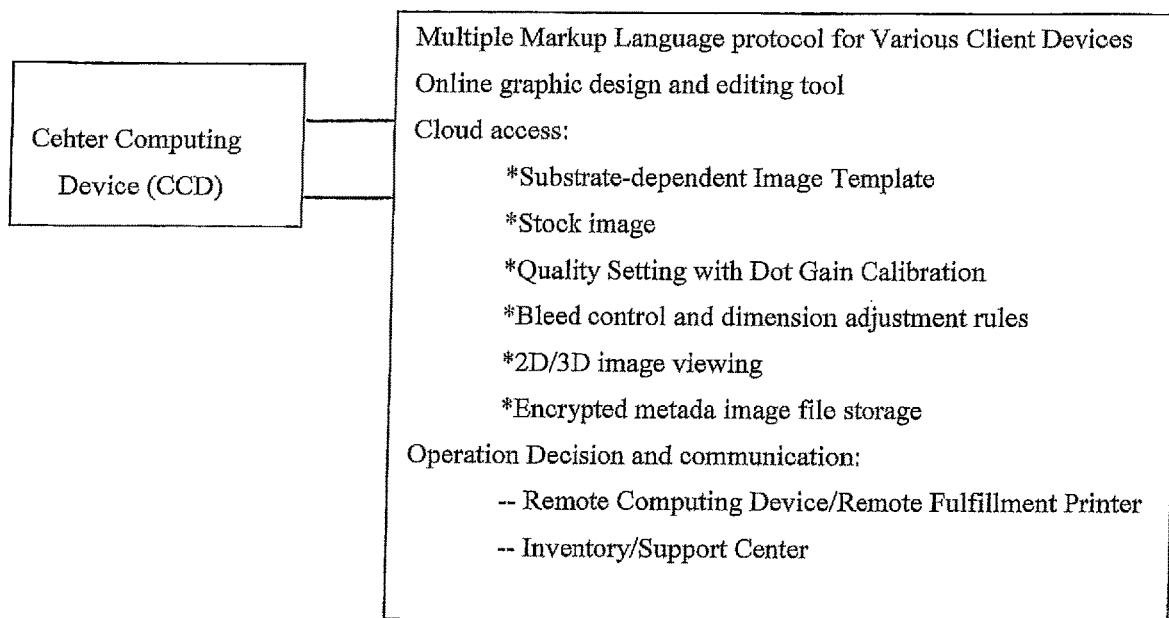 Cehter Computing
Device (CCD)
Multiple Markup Language protocol for Various Client Devices
Online graphic design and editing tool
Cloud access:
*Substrate-dependent Image Template
*Stock image
*Quality Setting with Dot Gain Calibration
*Bleed control and dimension adjustment rules
*2D/3D image viewing
*Encrypted metada image file storage
Operation Decision and communication:
-- Remote Computing Device/Remote Fulfillment Printer
-- Inventory/Support Center